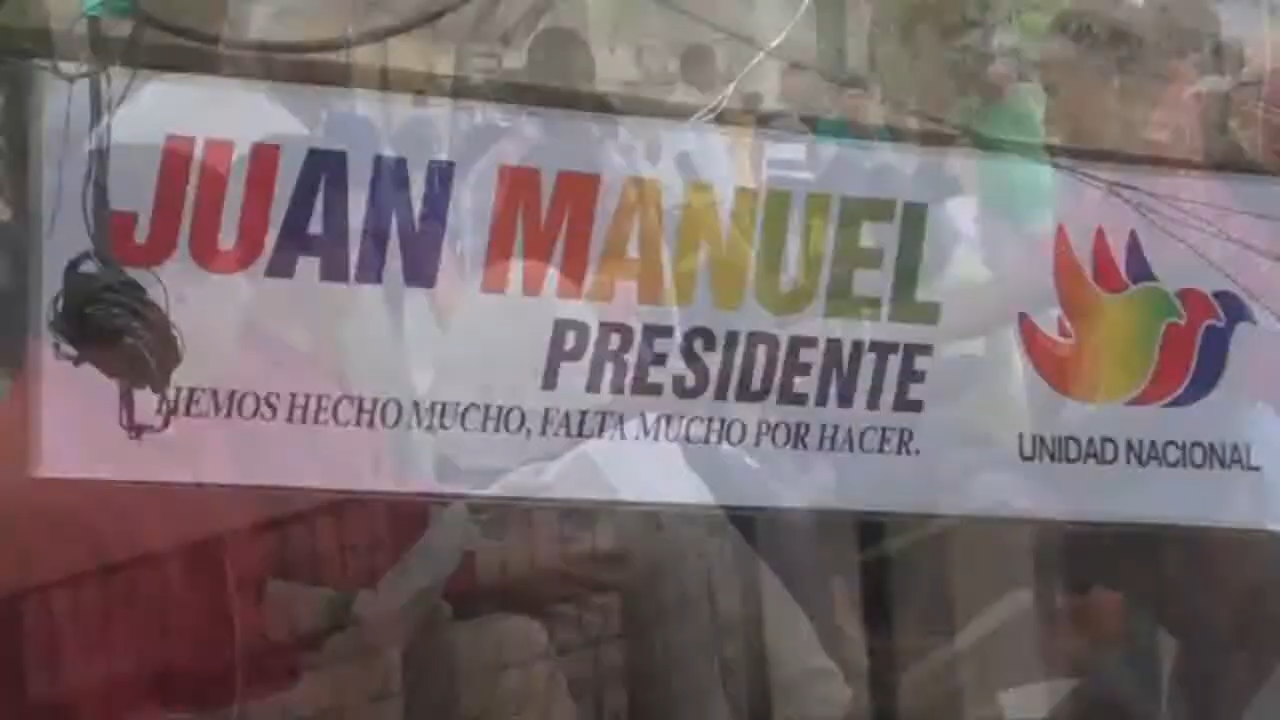 JUAN MANUEL
PRESIDENTE
HEMOS HECHO MUCHO, FALTA MUCHO POR HACER.
UNIDAD NACIONAL